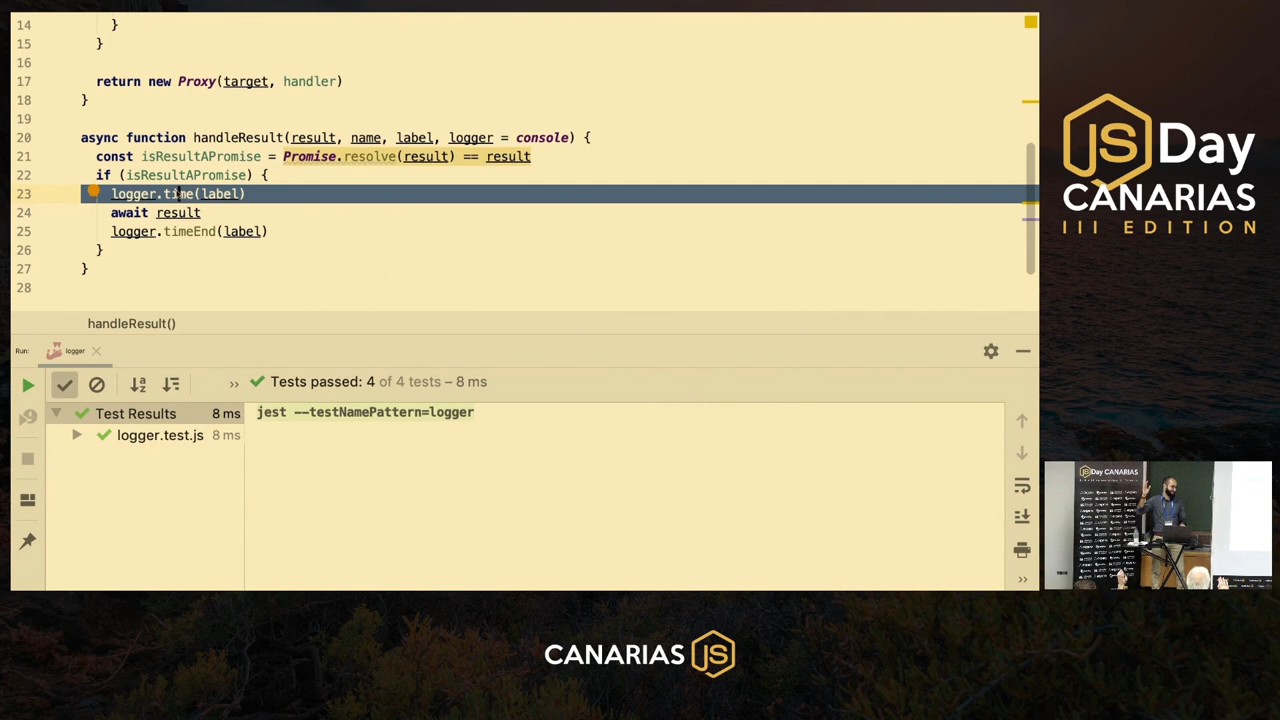 14 }
15 }
16
17 return new Proxy(target, handler)
18 }
19
20 async function handleResult(result, name, label, logger = console) {
21 const isResultAPromise = Promise.resolve(result) == result
22 if (isResultAPromise) {
23 logger.time(label)
24 await result
25 logger.timeEnd(label)
26 }
27 }
28
handleResult()
Run: logger
Tests passed: 4 of 4 tests – 8 ms
Test Results 8 ms
jest --testNamePattern=logger
logger.test.js 8 ms
JS Day
CANARIAS
III EDITION
JS Day CANARIAS
CANARIAS JS